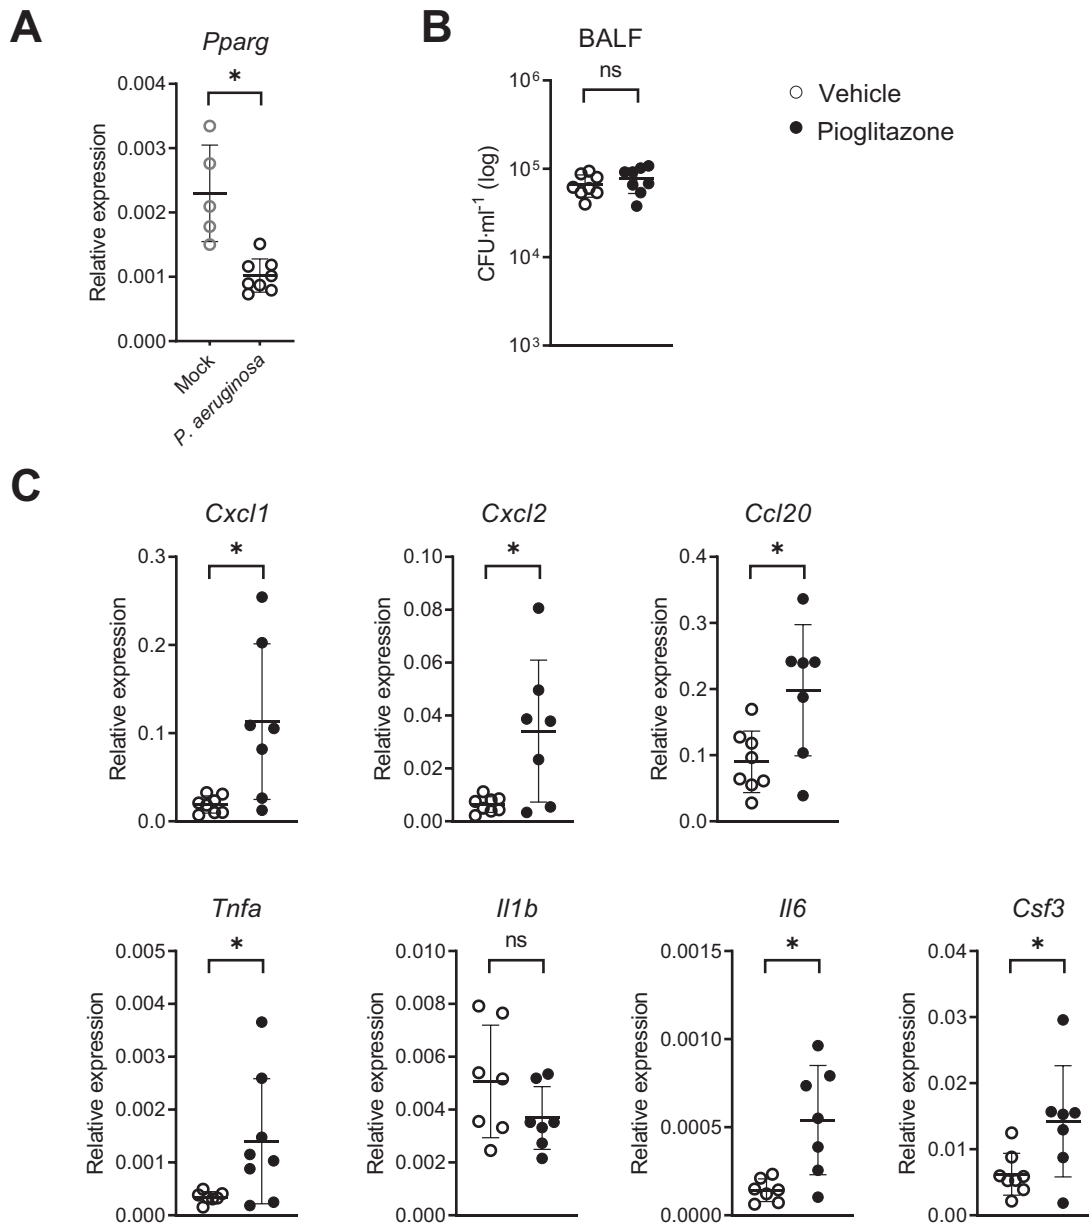 A
Pparg
*
0.004
0.003
0.002
0.001
0.000
Relative expression
Mock
P. aeruginosa
B
BALF
ns
10⁶
10⁵
10⁴
10³
CFU·ml⁻¹ (log)
Vehicle
Pioglitazone
C
Cxcl1
*
0.3
0.2
0.1
0.0
Relative expression
Cxcl2
*
0.10
0.08
0.06
0.04
0.02
0.00
Relative expression
Ccl20
*
0.4
0.3
0.2
0.1
0.0
Relative expression
Tnfa
*
0.005
0.004
0.003
0.002
0.001
0.000
Relative expression
Il1b
ns
0.010
0.008
0.006
0.004
0.002
0.000
Relative expression
Il6
*
0.0015
0.0010
0.0005
0.0000
Relative expression
Csf3
*
0.04
0.03
0.02
0.01
0.00
Relative expression